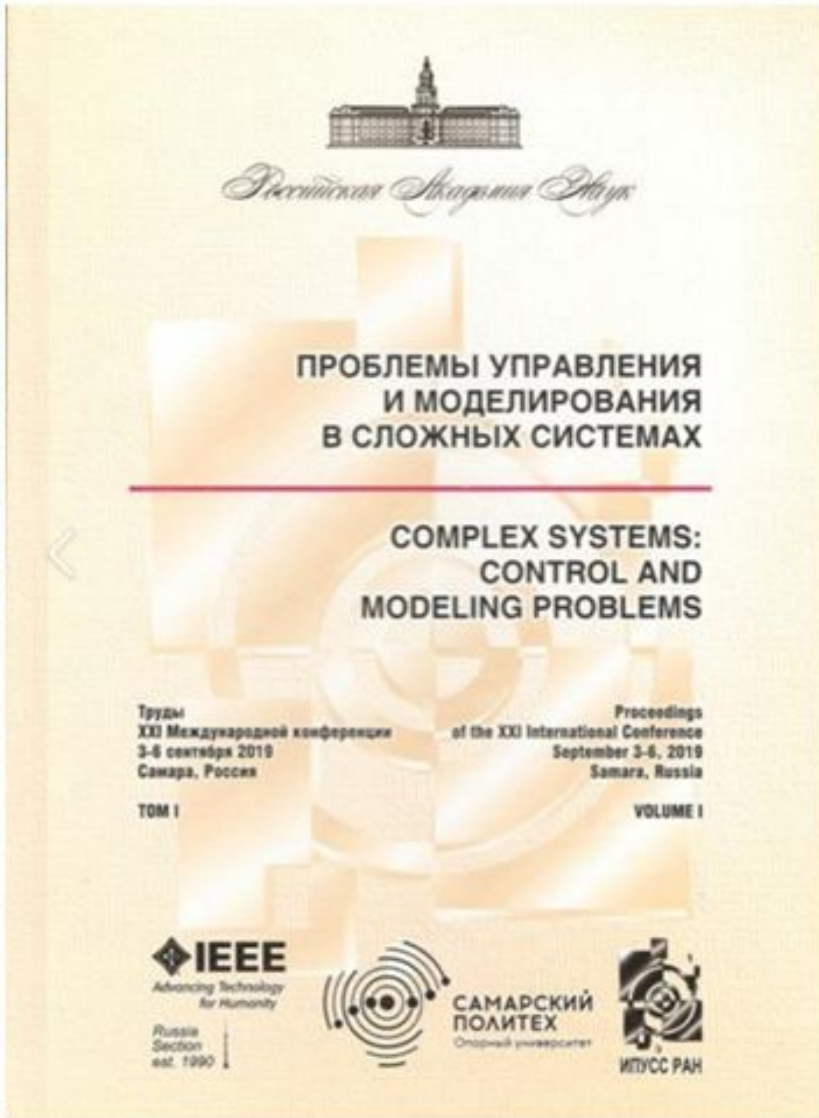 Российская Академия Наук
ПРОБЛЕМЫ УПРАВЛЕНИЯ
И МОДЕЛИРОВАНИЯ
В СЛОЖНЫХ СИСТЕМАХ
COMPLEX SYSTEMS:
CONTROL AND
MODELING PROBLEMS
Труды
XXI Международной конференции
3-6 сентября 2019
Самара, Россия
ТОМ I
Proceedings
of the XXI International Conference
September 3-6, 2019
Samara, Russia
VOLUME I
IEEE
Advancing Technology
for Humanity
Russia
Section
est. 1990
САМАРСКИЙ
ПОЛИТЕХ
Опорный университет
ИПУСС РАН